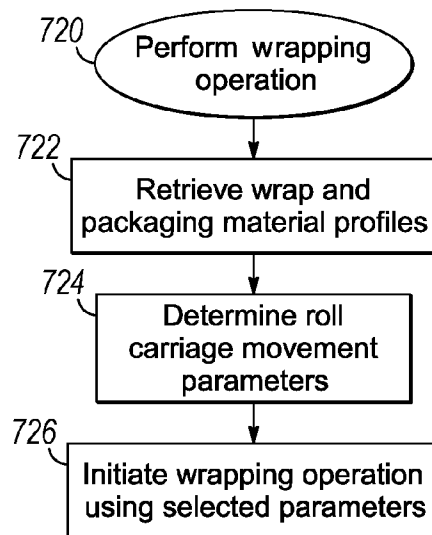 720
Perform wrapping
operation
722
Retrieve wrap and
packaging material profiles
724
Determine roll
carriage movement
parameters
726
Initiate wrapping operation
using selected parameters